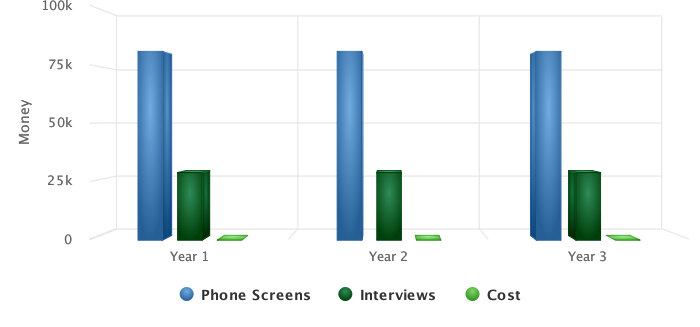 100k
75k
50k
25k
0
Money
Year 1 Year 2 Year 3
Phone Screens Interviews Cost